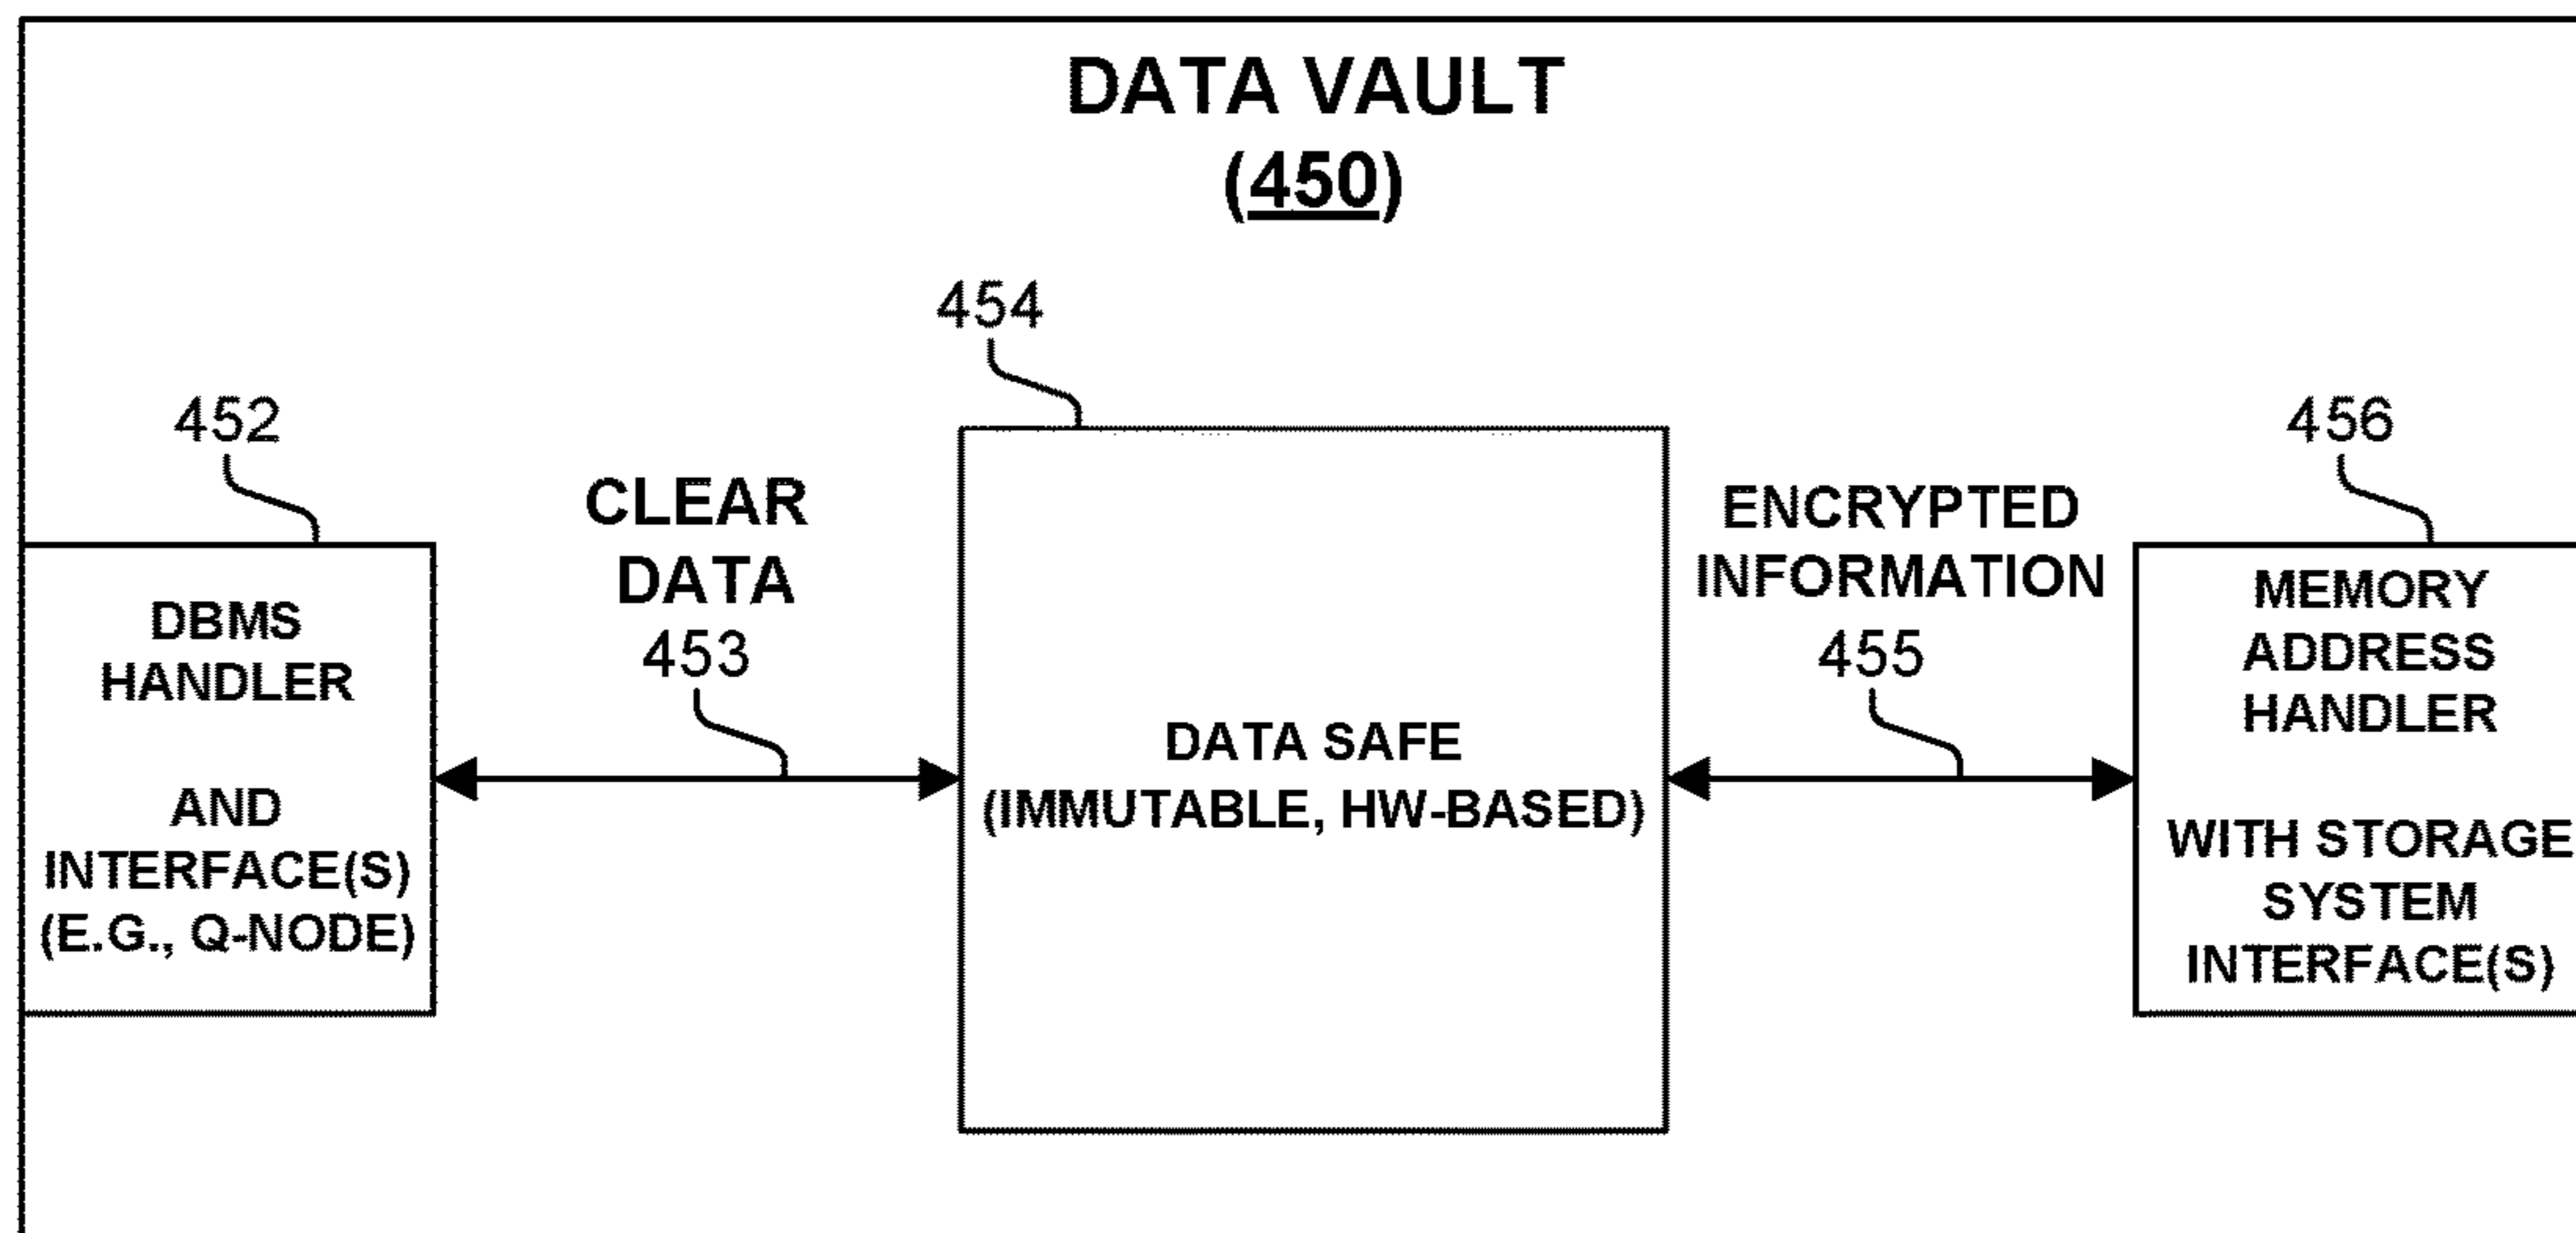 DATA VAULT
(450)
454
452
456
CLEAR
DATA
453
ENCRYPTED
INFORMATION
455
DBMS
HANDLER
AND
INTERFACE(S)
(E.G., Q-NODE)
DATA SAFE
(IMMUTABLE, HW-BASED)
MEMORY
ADDRESS
HANDLER
WITH STORAGE
SYSTEM
INTERFACE(S)